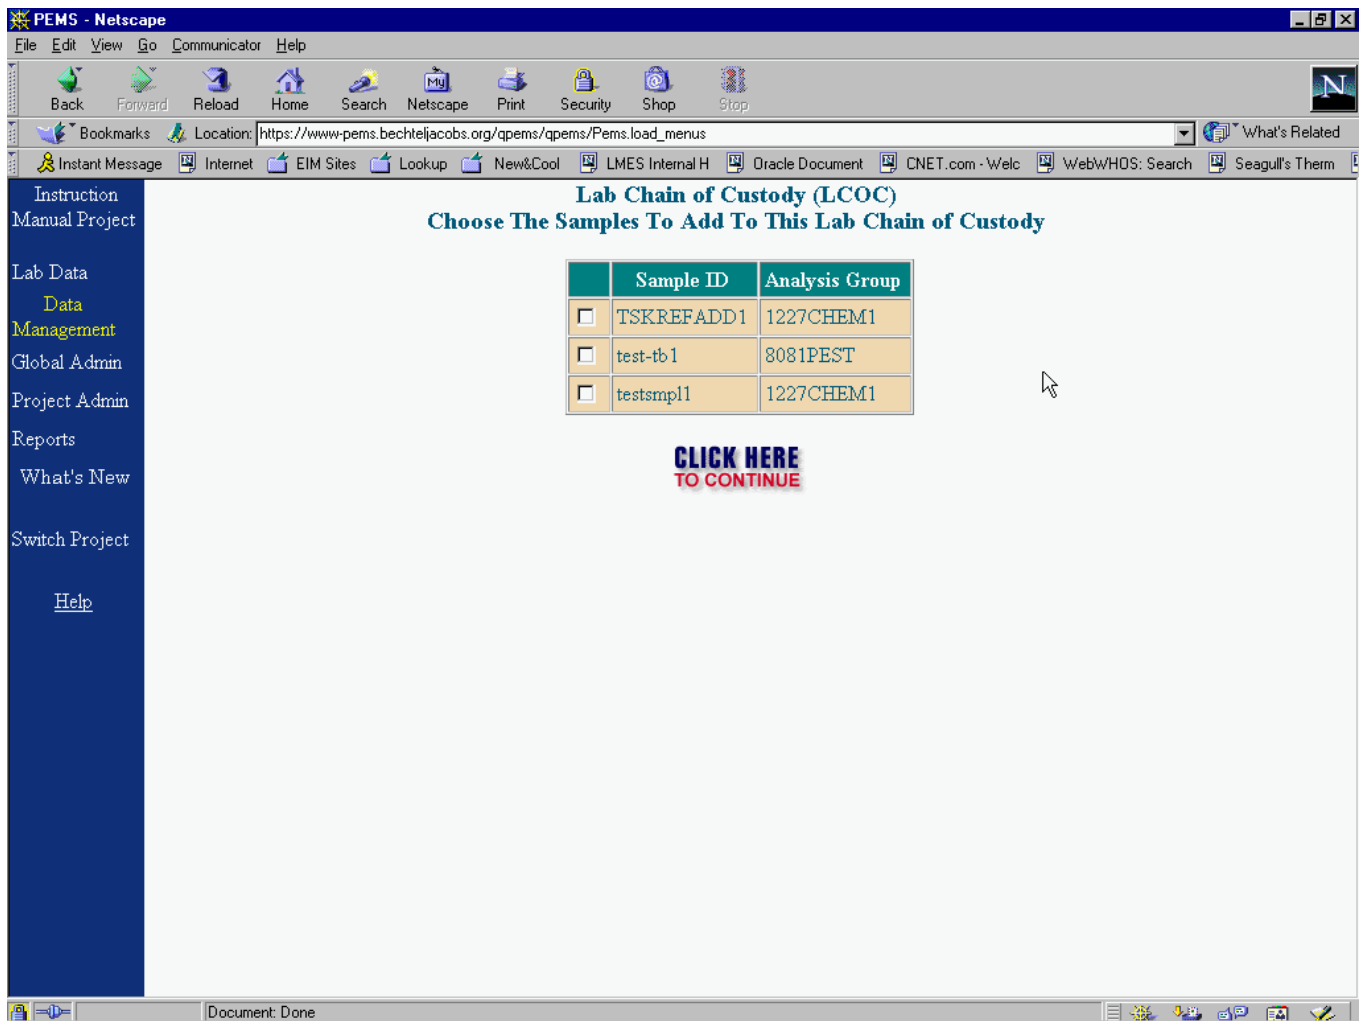 PEMS - Netscape
File Edit View Go Communicator Help
Back Forward Reload Home Search Netscape Print Security Shop Stop
My
N
Bookmarks Location: https://www-pems.bechteljacobs.org/qpems/qpems/Pems.load_menus What's Related
Instant Message Internet EIM Sites Lookup New&Cool LMES Internal H Oracle Document CNET.com - Welc WebWHOS: Search Seagull's Therm
Instruction
Manual Project
Lab Data
Data
Management
Global Admin
Project Admin
Reports
What's New
Switch Project
Help
Lab Chain of Custody (LCOC)
Choose The Samples To Add To This Lab Chain of Custody
Sample ID Analysis Group
TSKREFADD1 1227CHEM1
test-tb1 8081PEST
testsmpl1 1227CHEM1
CLICK HERE
TO CONTINUE
Document: Done